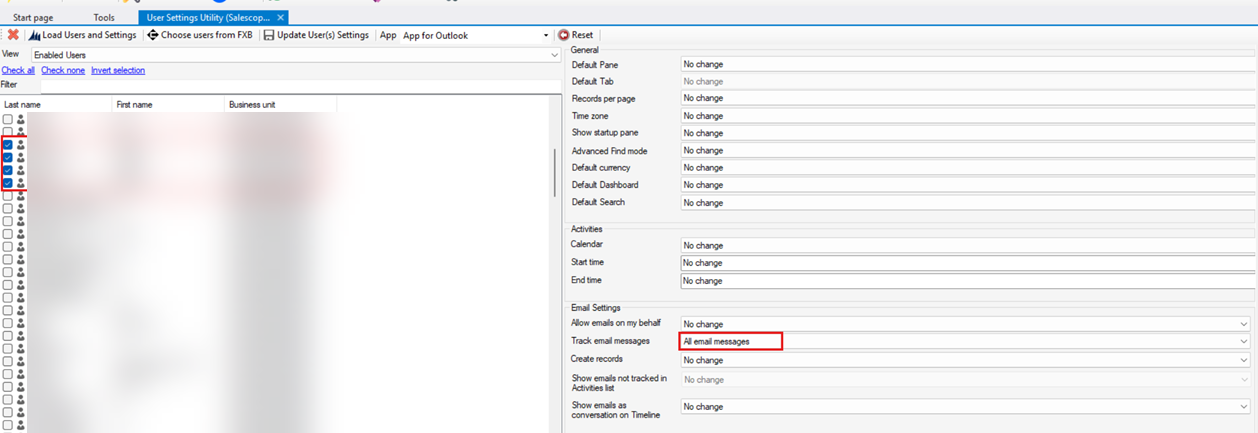 Start page Tools User Settings Utility (Salescop... ×
Load Users and Settings Choose users from FXB Update User(s) Settings App App for Outlook Reset
View Enabled Users
Check all Check none Invert selection
Filter
Last name First name Business unit
General
Default Pane No change
Default Tab No change
Records per page No change
Time zone No change
Show startup pane No change
Advanced Find mode No change
Default currency No change
Default Dashboard No change
Default Search No change
Activities
Calendar No change
Start time No change
End time No change
Email Settings
Allow emails on my behalf No change
Track email messages All email messages
Create records No change
Show emails not tracked in
Activities list No change
Show emails as
conversation on Timeline No change